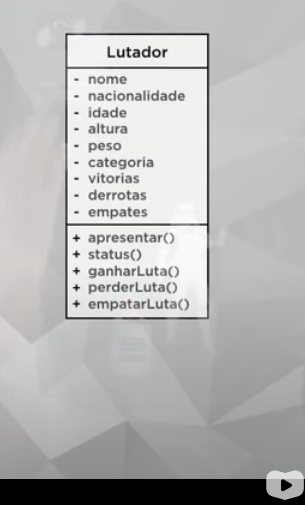 Lutador
- nome
- nacionalidade
- idade
- altura
- peso
- categoria
- vitorias
- derrotas
- empates
+ apresentar()
+ status()
+ ganharLuta()
+ perderLuta()
+ empatarLuta()